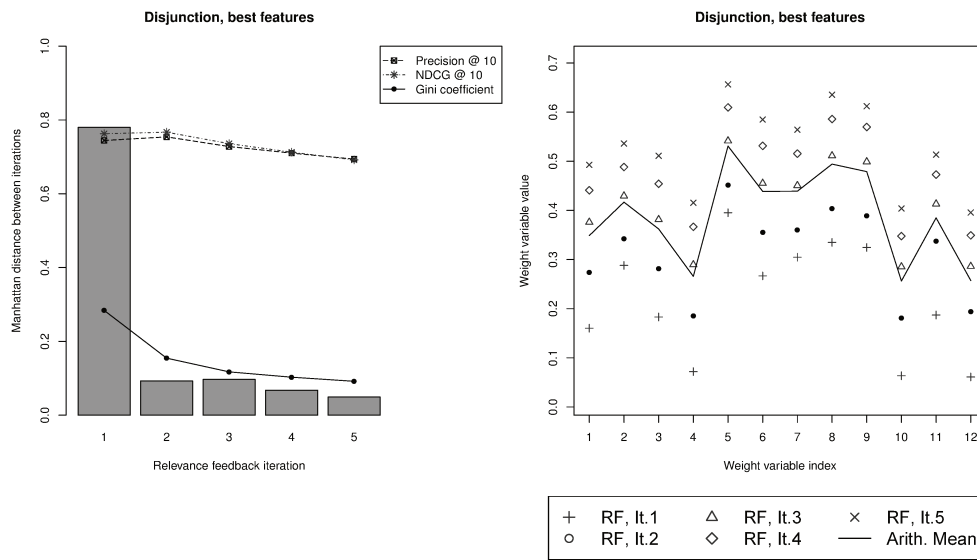 Disjunction, best features
Manhattan distance between iterations
0.0 0.2 0.4 0.6 0.8 1.0
Precision @ 10
NDCG @ 10
Gini coefficient
1 2 3 4 5
Relevance feedback iteration
Disjunction, best features
Weight variable value
0.0 0.1 0.2 0.3 0.4 0.5 0.6 0.7
1 2 3 4 5 6 7 8 9 10 11 12
Weight variable index
RF, It.1 RF, It.3 RF, It.5
RF, It.2 RF, It.4 Arith. Mean